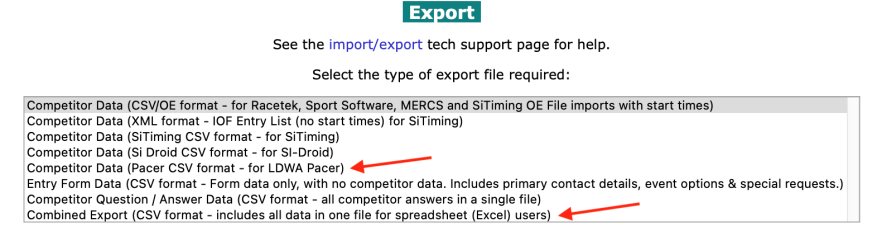 Export
See the import/export tech support page for help.
Select the type of export file required:
Competitor Data (CSV/OE format - for Racetek, Sport Software, MERCS and SiTiming OE File imports with start times)
Competitor Data (XML format - IOF Entry List (no start times) for SiTiming)
Competitor Data (SiTiming CSV format - for SiTiming)
Competitor Data (Si Droid CSV format - for SI-Droid)
Competitor Data (Pacer CSV format - for LDWA Pacer)
Entry Form Data (CSV format - Form data only, with no competitor data. Includes primary contact details, event options & special requests.)
Competitor Question / Answer Data (CSV format - all competitor answers in a single file)
Combined Export (CSV format - includes all data in one file for spreadsheet (Excel) users)